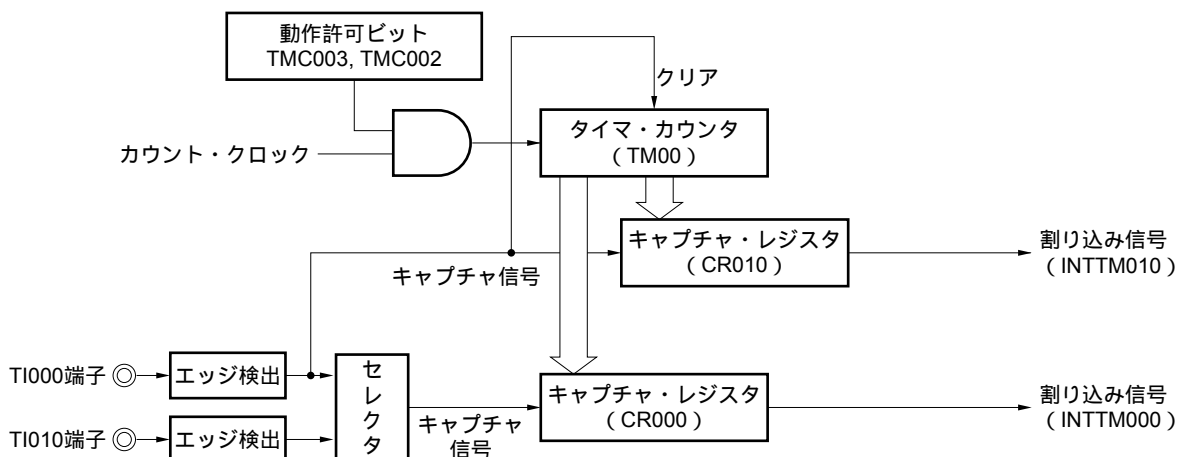 動作許可ビット
TMC003, TMC002
クリア
タイマ・カウンタ
(TM00)
カウント・クロック
キャプチャ・レジスタ
(CR010)
割り込み信号
(INTTM010)
キャプチャ信号
TI000端子
エッジ検出
セレクタ
キャプチャ・レジスタ
(CR000)
割り込み信号
(INTTM000)
キャプチャ
信号
TI010端子
エッジ検出